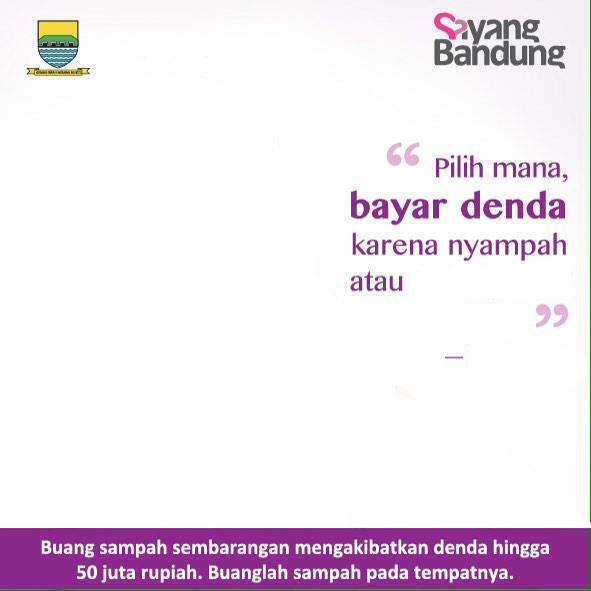 Sayang
Bandung
“ Pilih mana,
bayar denda
karena nyampah
atau
”
—
Buang sampah sembarangan mengakibatkan denda hingga
50 juta rupiah. Buanglah sampah pada tempatnya.